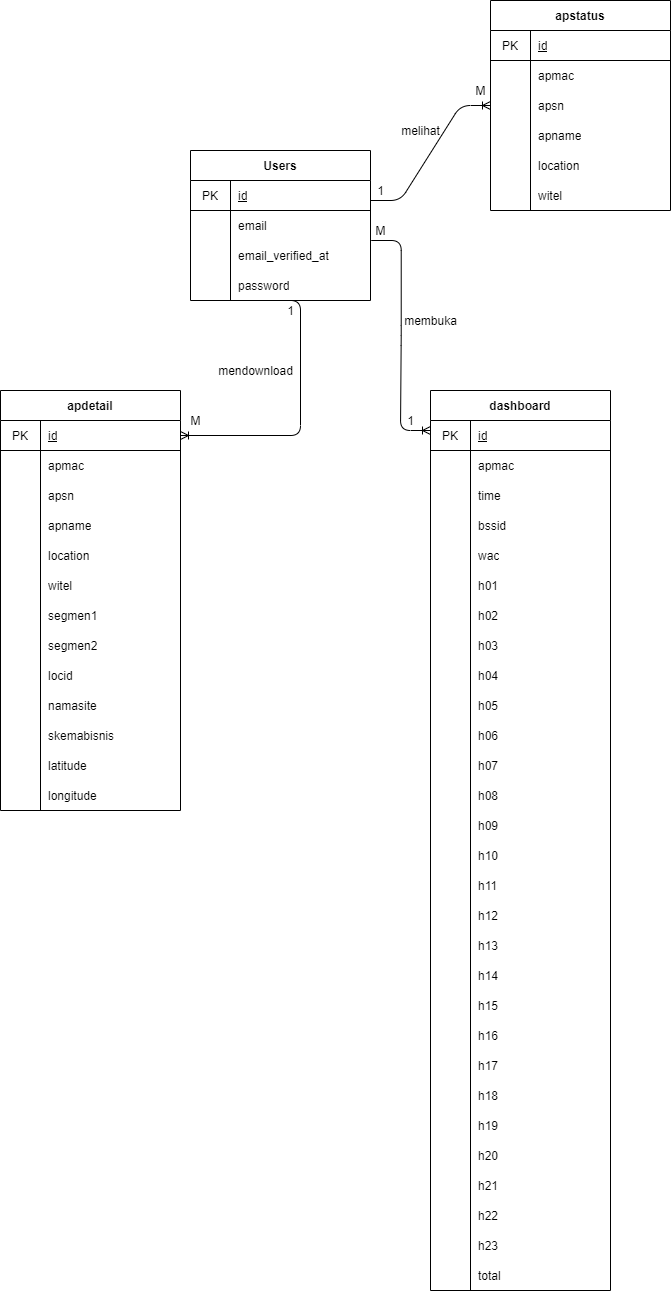 apstatus
PK id
apmac
apsn
apname
location
witel
M
melihat
1
Users
PK id
email
email_verified_at
password
M
membuka
1
1
mendownload
M
apdetail
PK id
apmac
apsn
apname
location
witel
segmen1
segmen2
locid
namasite
skemabisnis
latitude
longitude
dashboard
PK id
apmac
time
bssid
wac
h01
h02
h03
h04
h05
h06
h07
h08
h09
h10
h11
h12
h13
h14
h15
h16
h17
h18
h19
h20
h21
h22
h23
total